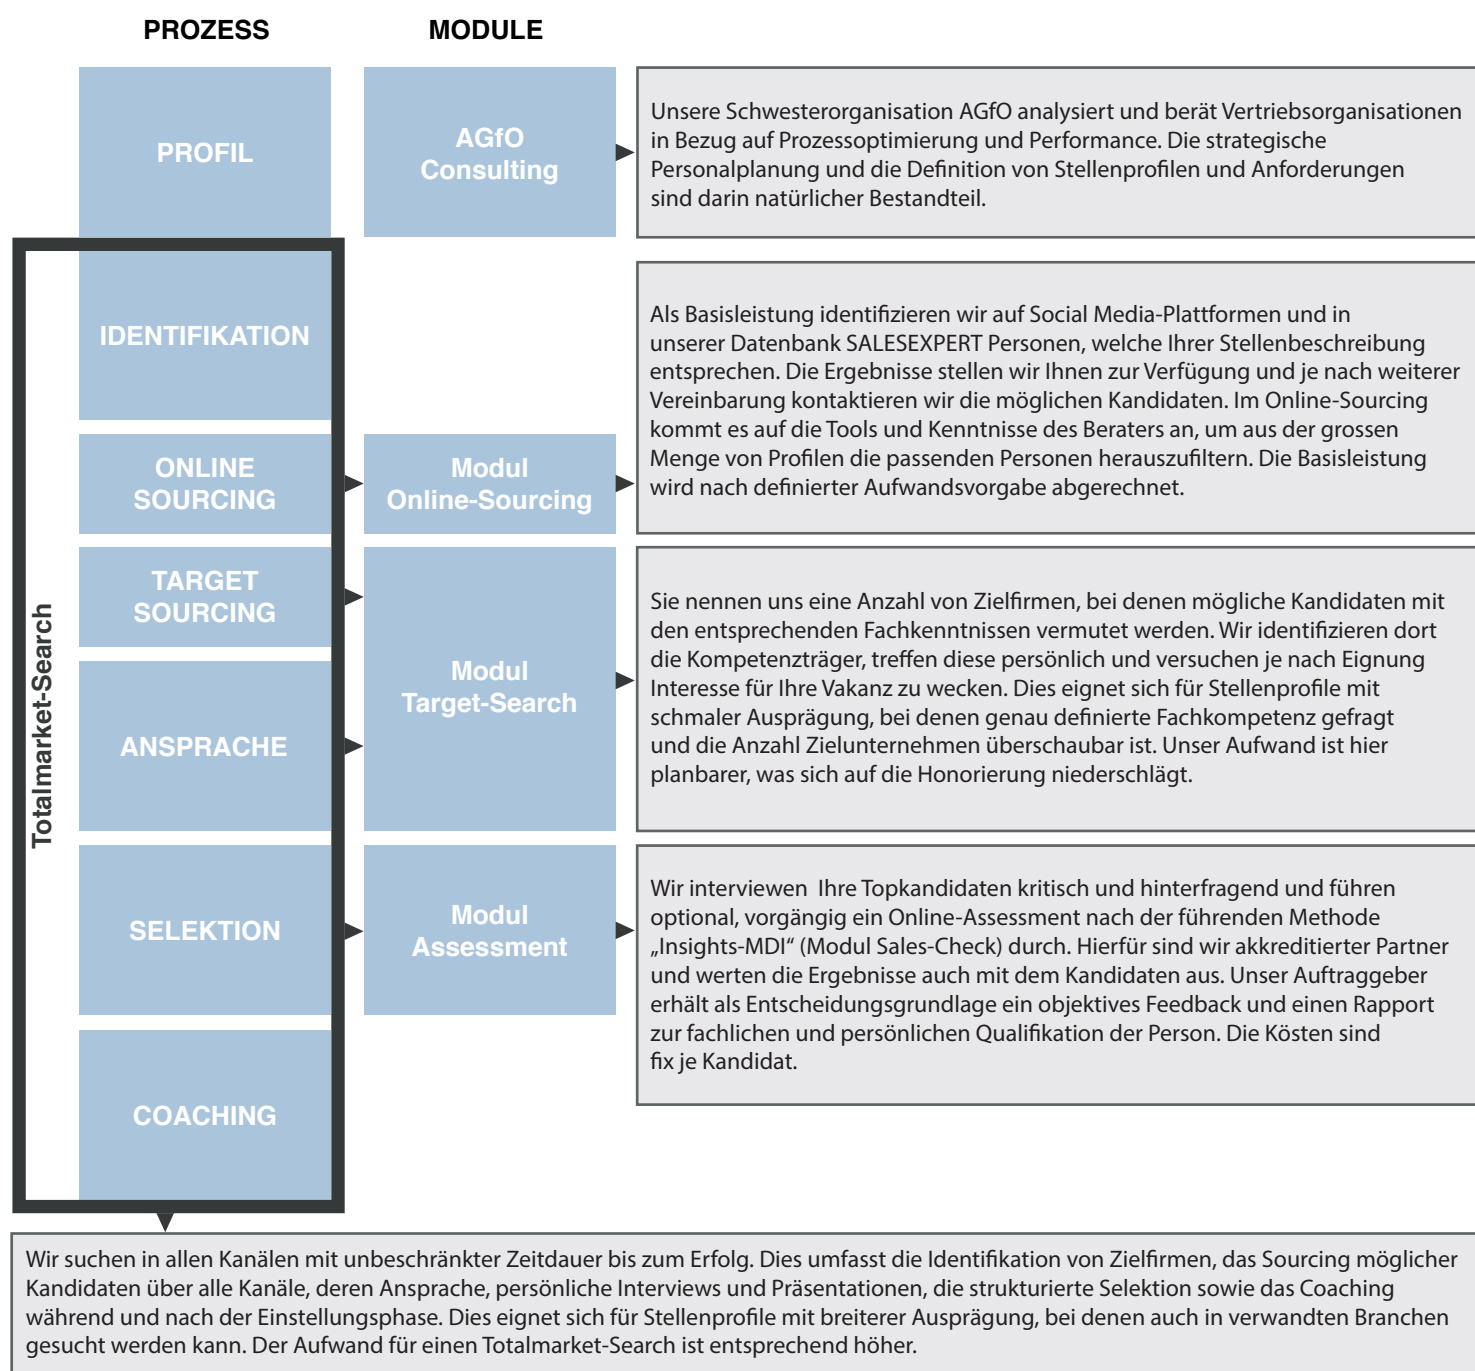 PROZESS
MODULE
PROFIL
AGfO
Consulting
Unsere Schwesterorganisation AGfO analysiert und berät Vertriebsorganisationen
in Bezug auf Prozessoptimierung und Performance. Die strategische
Personalplanung und die Definition von Stellenprofilen und Anforderungen
sind darin natürlicher Bestandteil.
Totalmarket-Search
IDENTIFIKATION
ONLINE
SOURCING
Modul
Online-Sourcing
Als Basisleistung identifizieren wir auf Social Media-Plattformen und in
unserer Datenbank SALESEXPERT Personen, welche Ihrer Stellenbeschreibung
entsprechen. Die Ergebnisse stellen wir Ihnen zur Verfügung und je nach weiterer
Vereinbarung kontaktieren wir die möglichen Kandidaten. Im Online-Sourcing
kommt es auf die Tools und Kenntnisse des Beraters an, um aus der grossen
Menge von Profilen die passenden Personen herauszufiltern. Die Basisleistung
wird nach definierter Aufwandsvorgabe abgerechnet.
TARGET
SOURCING
ANSPRACHE
Modul
Target-Search
Sie nennen uns eine Anzahl von Zielfirmen, bei denen mögliche Kandidaten mit
den entsprechenden Fachkenntnissen vermutet werden. Wir identifizieren dort
die Kompetenzträger, treffen diese persönlich und versuchen je nach Eignung
Interesse für Ihre Vakanz zu wecken. Dies eignet sich für Stellenprofile mit
schmaler Ausprägung, bei denen genau definierte Fachkompetenz gefragt
und die Anzahl Zielunternehmen überschaubar ist. Unser Aufwand ist hier
planbarer, was sich auf die Honorierung niederschlägt.
SELEKTION
Modul
Assessment
Wir interviewen Ihre Topkandidaten kritisch und hinterfragend und führen
optional, vorgängig ein Online-Assessment nach der führenden Methode
„Insights-MDI“ (Modul Sales-Check) durch. Hierfür sind wir akkreditierter Partner
und werten die Ergebnisse auch mit dem Kandidaten aus. Unser Auftraggeber
erhält als Entscheidungsgrundlage ein objektives Feedback und einen Rapport
zur fachlichen und persönlichen Qualifikation der Person. Die Kösten sind
fix je Kandidat.
COACHING
Wir suchen in allen Kanälen mit unbeschränkter Zeitdauer bis zum Erfolg. Dies umfasst die Identifikation von Zielfirmen, das Sourcing möglicher
Kandidaten über alle Kanäle, deren Ansprache, persönliche Interviews und Präsentationen, die strukturierte Selektion sowie das Coaching
während und nach der Einstellungsphase. Dies eignet sich für Stellenprofile mit breiterer Ausprägung, bei denen auch in verwandten Branchen
gesucht werden kann. Der Aufwand für einen Totalmarket-Search ist entsprechend höher.